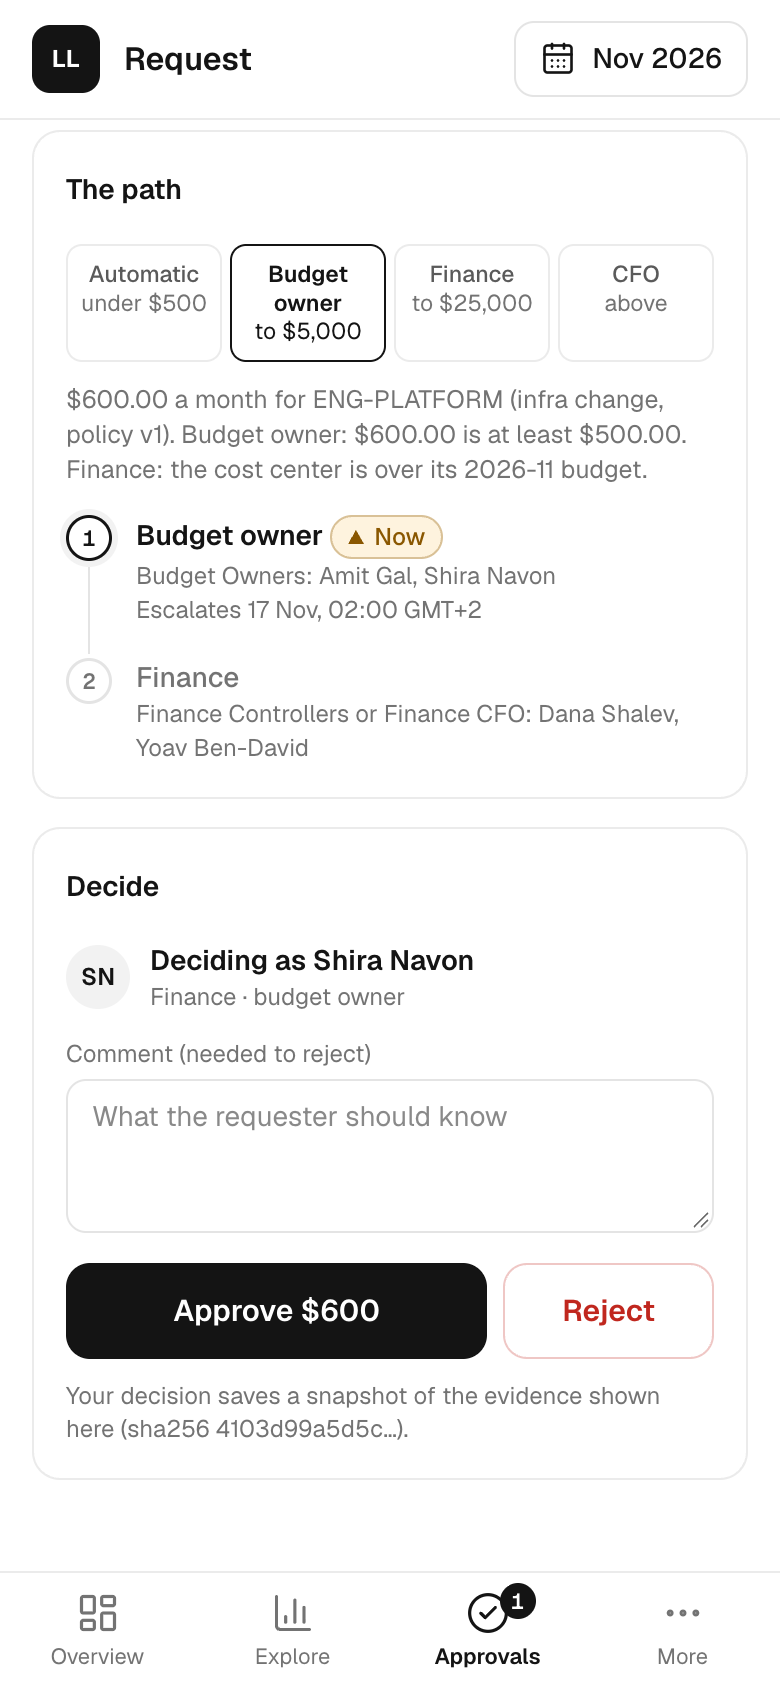 LL
Request
Nov 2026
The path
Automatic
under $500
Budget
owner
to $5,000
Finance
to $25,000
CFO
above
$600.00 a month for ENG-PLATFORM (infra change,
policy v1). Budget owner: $600.00 is at least $500.00.
Finance: the cost center is over its 2026-11 budget.
1
Budget owner
Now
Budget Owners: Amit Gal, Shira Navon
Escalates 17 Nov, 02:00 GMT+2
2
Finance
Finance Controllers or Finance CFO: Dana Shalev,
Yoav Ben-David
Decide
SN
Deciding as Shira Navon
Finance · budget owner
Comment (needed to reject)
What the requester should know
Approve $600
Reject
Your decision saves a snapshot of the evidence shown
here (sha256 4103d99a5d5c…).
1
Overview
Explore
Approvals
More